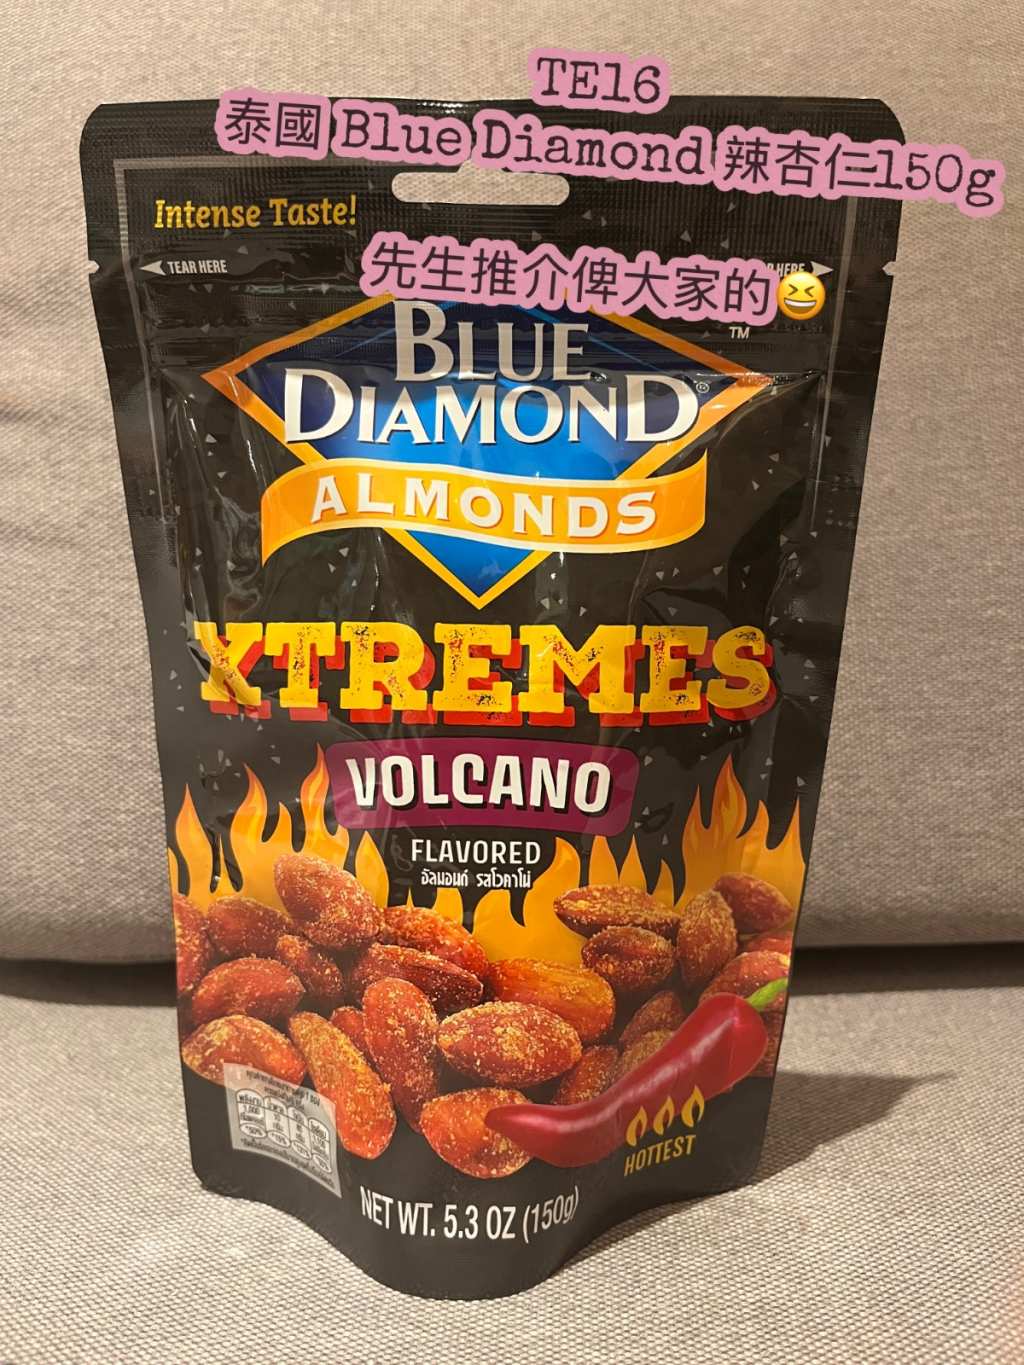 TE16
泰國 Blue Diamond 辣杏仁150g
先生推介俾大家的😆
Intense Taste!
TEAR HERE
HERE
TM
BLUE
DIAMOND®
ALMONDS
XTREMES
VOLCANO
FLAVORED
อัลมอนด์ รสโวคาโน่
HOTTEST
NET WT. 5.3 OZ (150g)